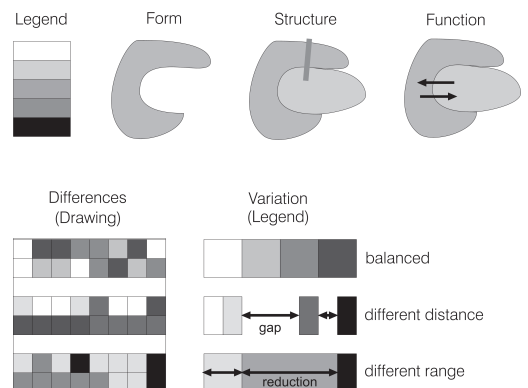 Legend
Form
Structure
Function
Differences
(Drawing)
Variation
(Legend)
balanced
gap
different distance
reduction
different range